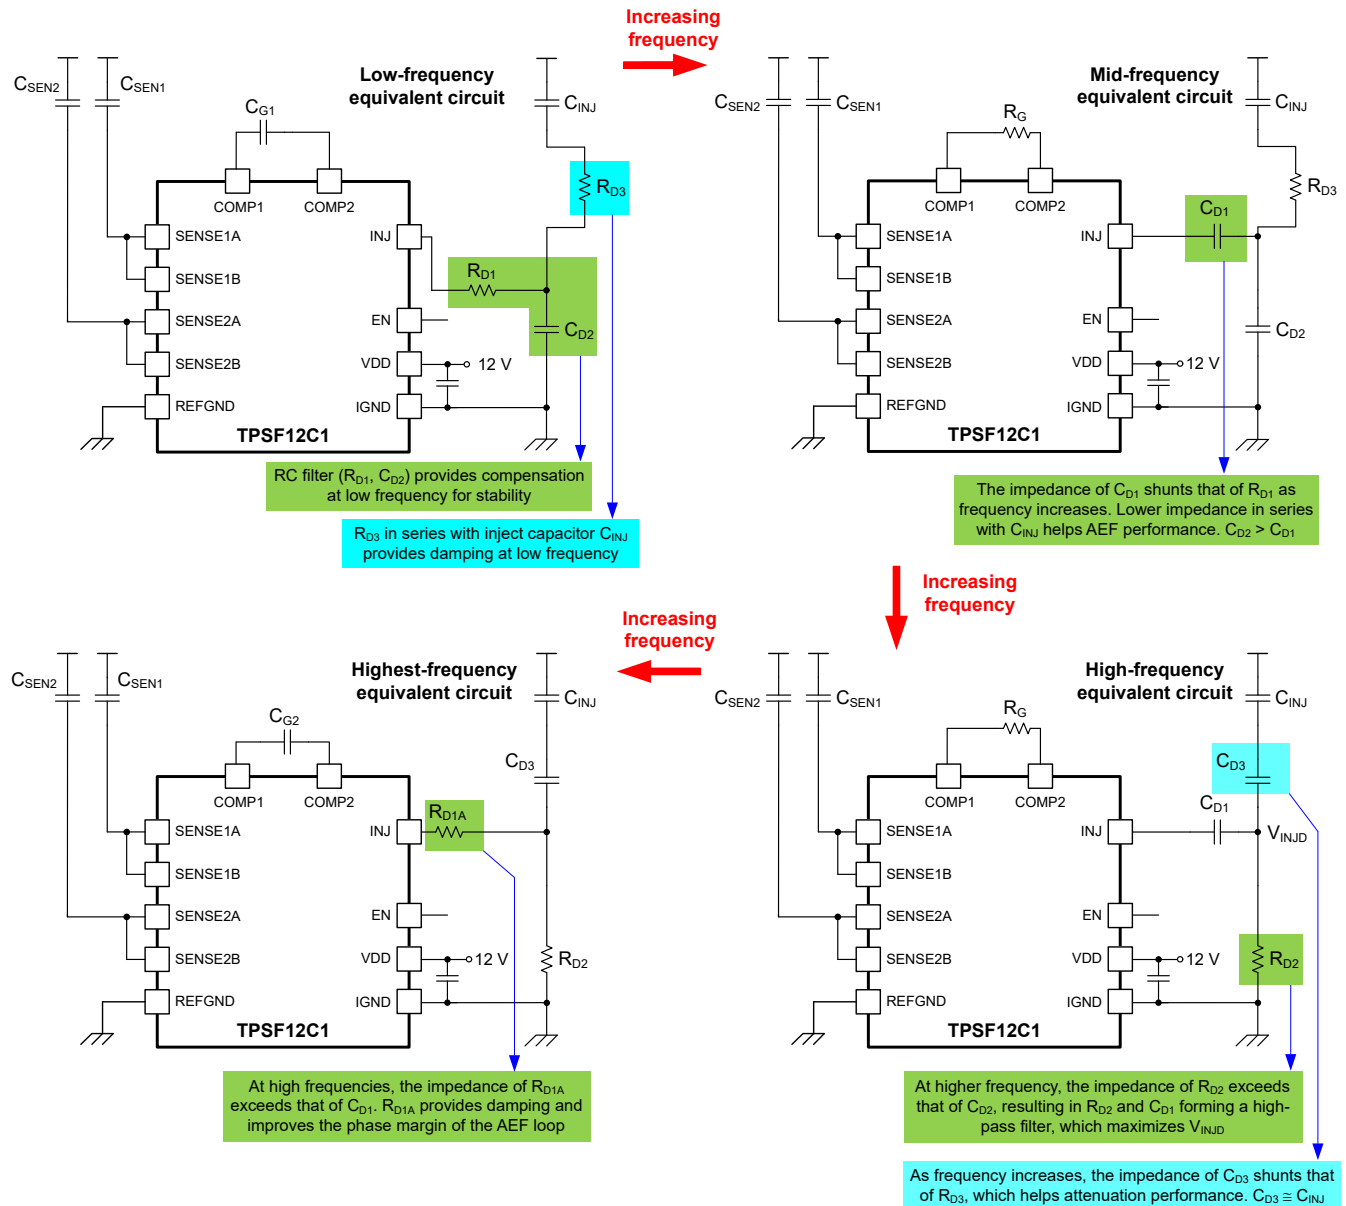 Increasing
frequency
Low-frequency
equivalent circuit
CSEN2
CSEN1
CG1
CINJ
RD3
COMP1
COMP2
SENSE1A
SENSE1B
SENSE2A
SENSE2B
REFGND
INJ
EN
VDD
IGND
RD1
CD2
12 V
TPSF12C1
RC filter (RD1, CD2) provides compensation
at low frequency for stability
RD3 in series with inject capacitor CINJ
provides damping at low frequency
Mid-frequency
equivalent circuit
CSEN2
CSEN1
RG
CINJ
RD3
COMP1
COMP2
SENSE1A
SENSE1B
SENSE2A
SENSE2B
REFGND
INJ
EN
VDD
IGND
CD1
CD2
12 V
TPSF12C1
The impedance of CD1 shunts that of RD1 as
frequency increases. Lower impedance in series
with CINJ helps AEF performance. CD2 > CD1
Increasing
frequency
High-frequency
equivalent circuit
CSEN2
CSEN1
RG
CINJ
CD3
COMP1
COMP2
CD1
SENSE1A
SENSE1B
SENSE2A
SENSE2B
REFGND
INJ
VINJD
EN
VDD
IGND
12 V
RD2
TPSF12C1
At higher frequency, the impedance of RD2 exceeds
that of CD2, resulting in RD2 and CD1 forming a high-
pass filter, which maximizes VINJD
As frequency increases, the impedance of CD3 shunts that
of RD3, which helps attenuation performance. CD3 ≅ CINJ
Increasing
frequency
Highest-frequency
equivalent circuit
CSEN2
CSEN1
CG2
CINJ
CD3
COMP1
COMP2
RD1A
SENSE1A
SENSE1B
SENSE2A
SENSE2B
REFGND
INJ
EN
VDD
IGND
12 V
RD2
TPSF12C1
At high frequencies, the impedance of RD1A
exceeds that of CD1. RD1A provides damping and
improves the phase margin of the AEF loop